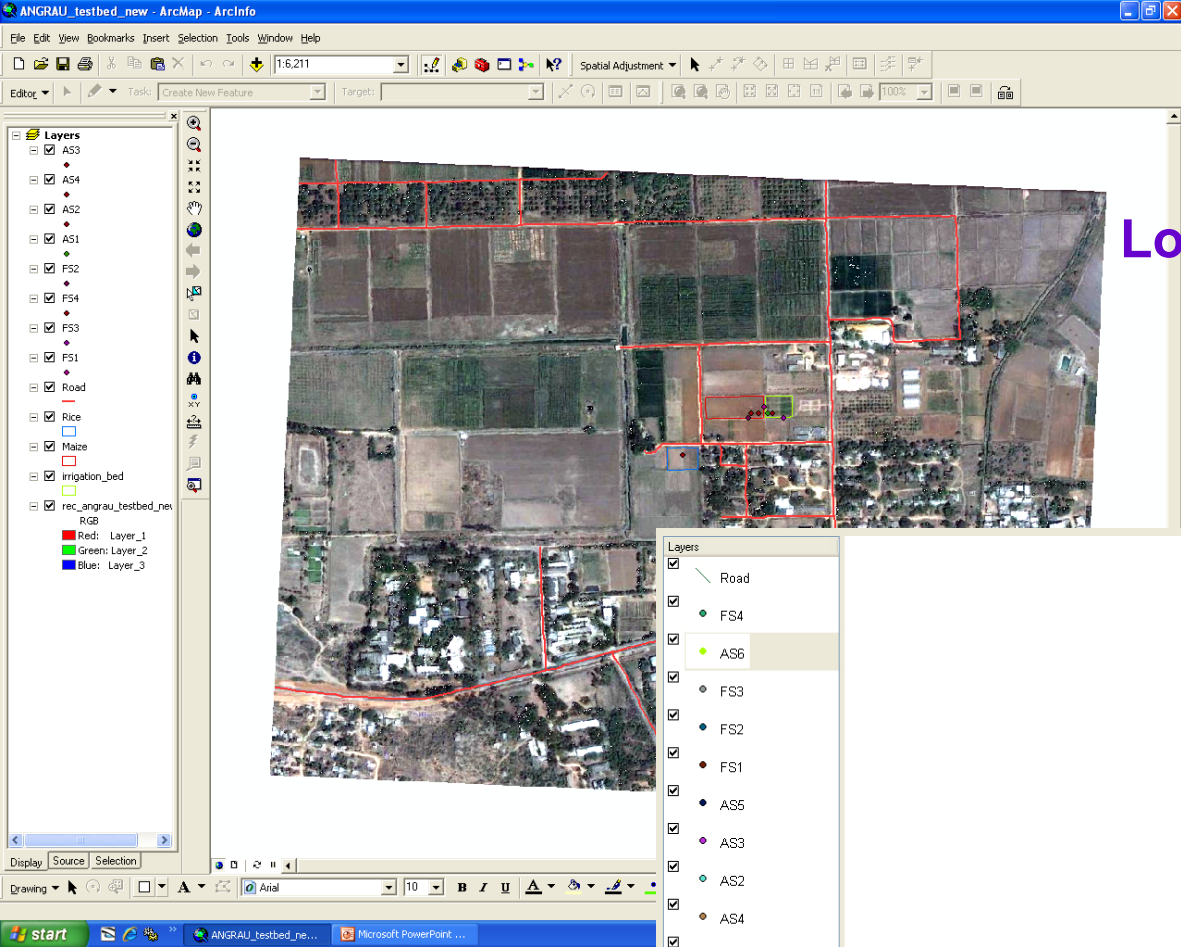 ANGRAU_testbed_new - ArcMap - ArcInfo
File Edit View Bookmarks Insert Selection Tools Window Help
1:6,211
Spatial Adjustment
Editor
Task: Create New Feature
Target:
100%
Layers
AS3
AS4
AS2
AS1
FS2
FS4
FS3
FS1
Road
Rice
Maize
irrigation_bed
rec_angrau_testbed_new
RGB
Red: Layer_1
Green: Layer_2
Blue: Layer_3
Display Source Selection
Lo
Layers
Road
FS4
AS6
FS3
FS2
FS1
AS5
AS3
AS2
AS4
Drawing
A
Arial
10
B I U A
start
ANGRAU_testbed_ne...
Microsoft PowerPoint ...